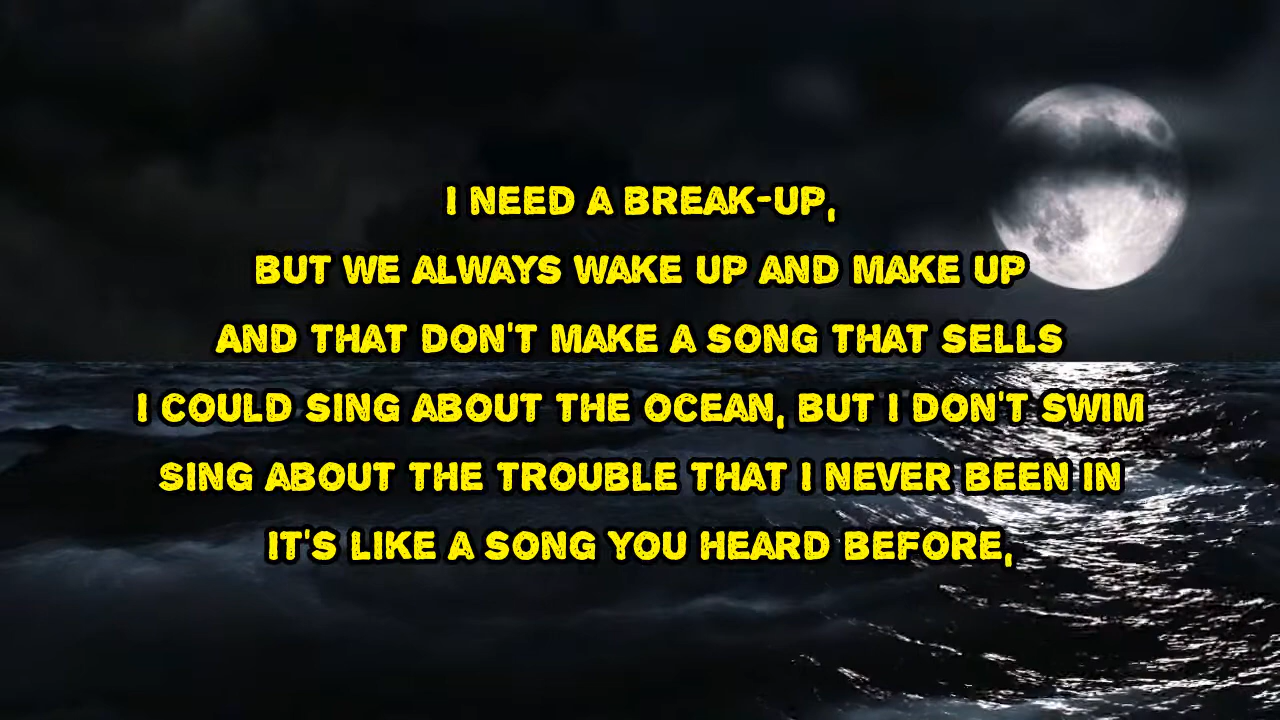 I NEED A BREAK-UP,
BUT WE ALWAYS WAKE UP AND MAKE UP
AND THAT DON'T MAKE A SONG THAT SELLS
I COULD SING ABOUT THE OCEAN, BUT I DON'T SWIM
SING ABOUT THE TROUBLE THAT I NEVER BEEN IN
IT'S LIKE A SONG YOU HEARD BEFORE,